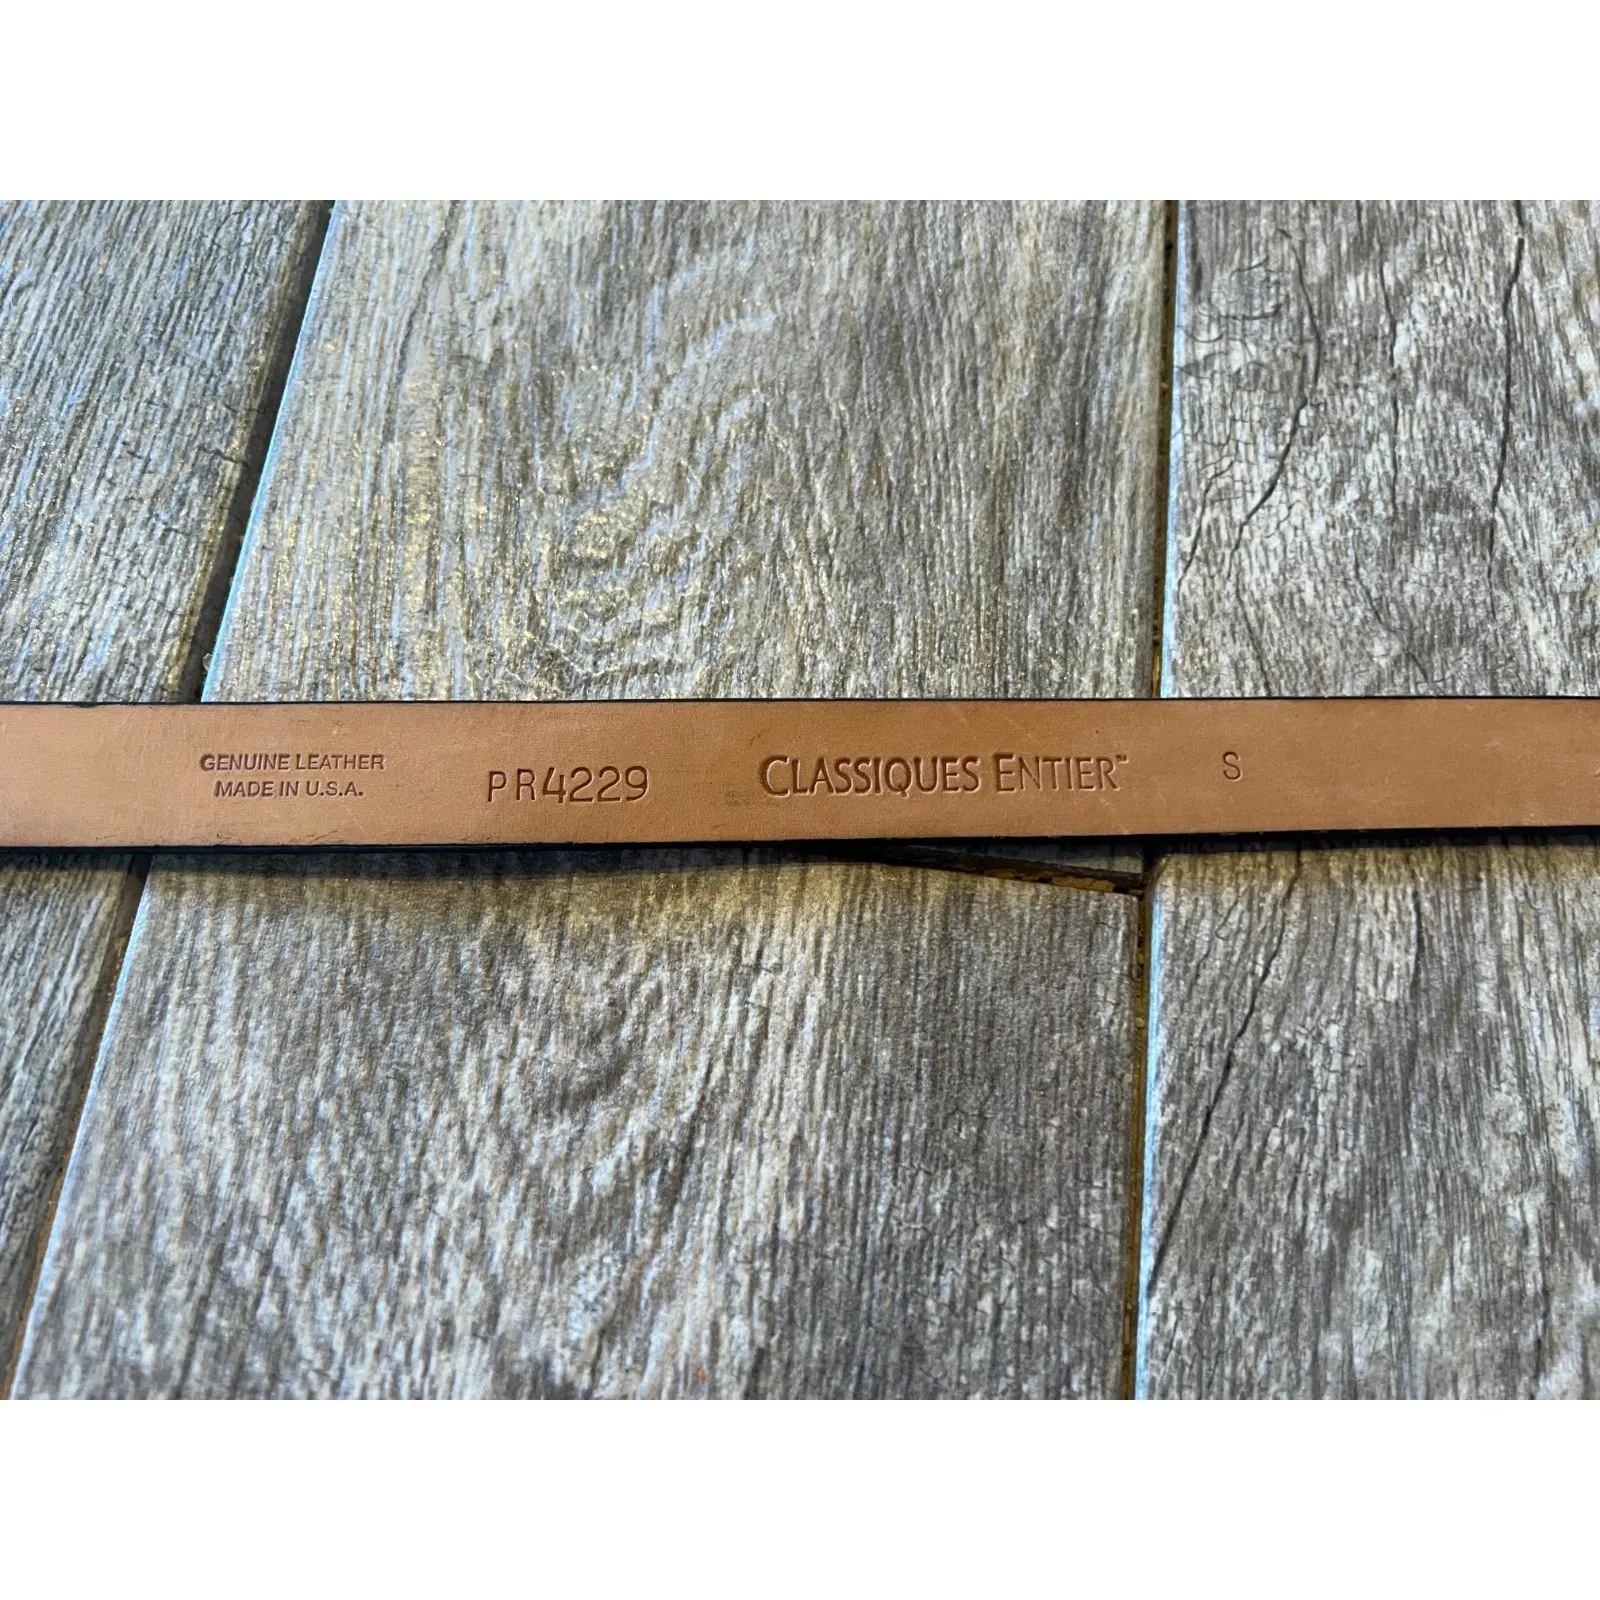 GENUINE LEATHER
MADE IN U.S.A.
PR4229
CLASSIQUES ENTIER™
S